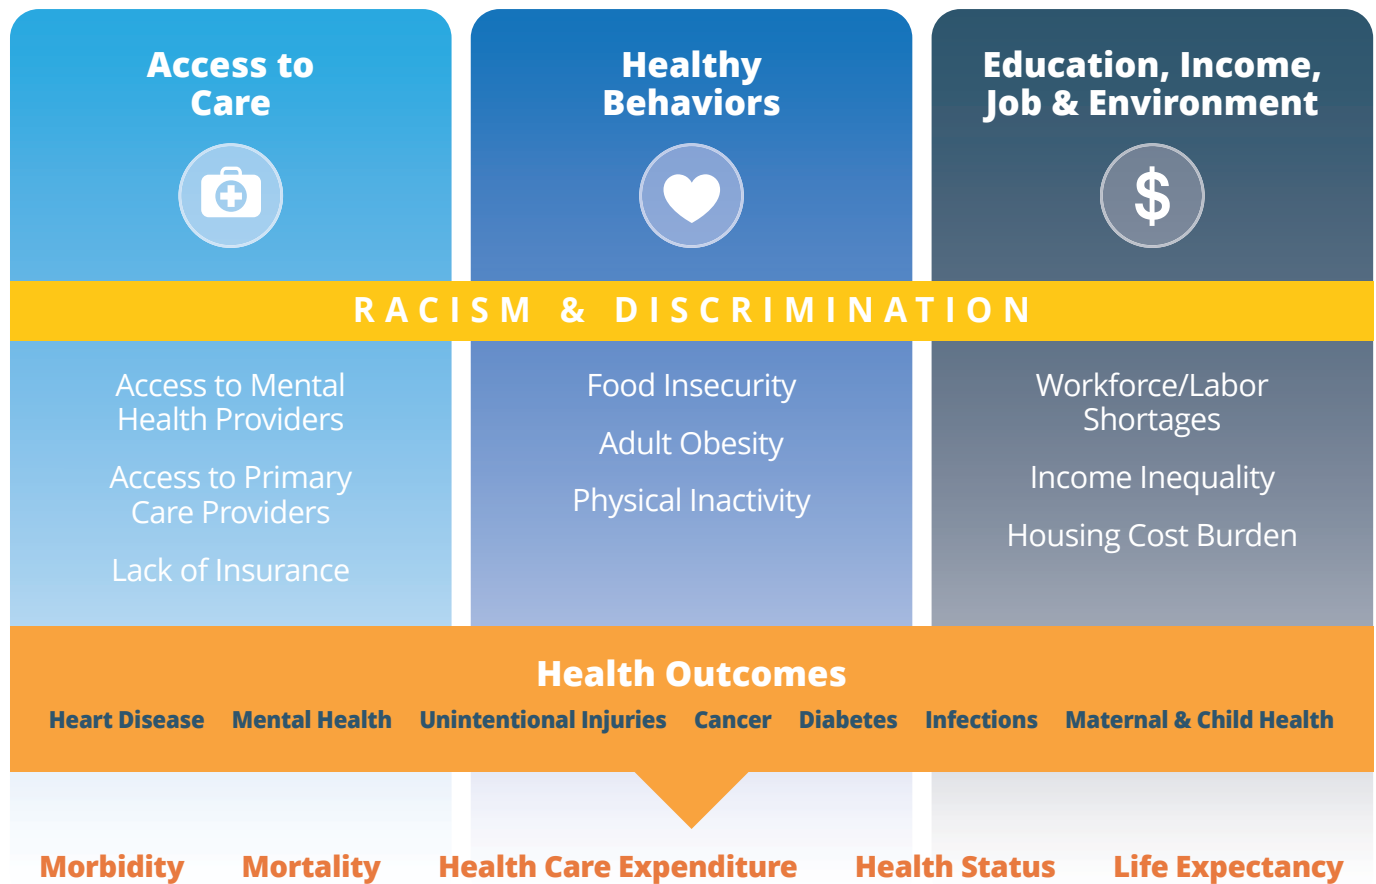 Access to
Care
Healthy
Behaviors
Education, Income,
Job & Environment
$
RACISM & DISCRIMINATION
Access to Mental
Health Providers
Access to Primary
Care Providers
Lack of Insurance
Food Insecurity
Adult Obesity
Physical Inactivity
Workforce/Labor
Shortages
Income Inequality
Housing Cost Burden
Health Outcomes
Heart Disease Mental Health Unintentional Injuries Cancer Diabetes Infections Maternal & Child Health
Morbidity Mortality Health Care Expenditure Health Status Life Expectancy